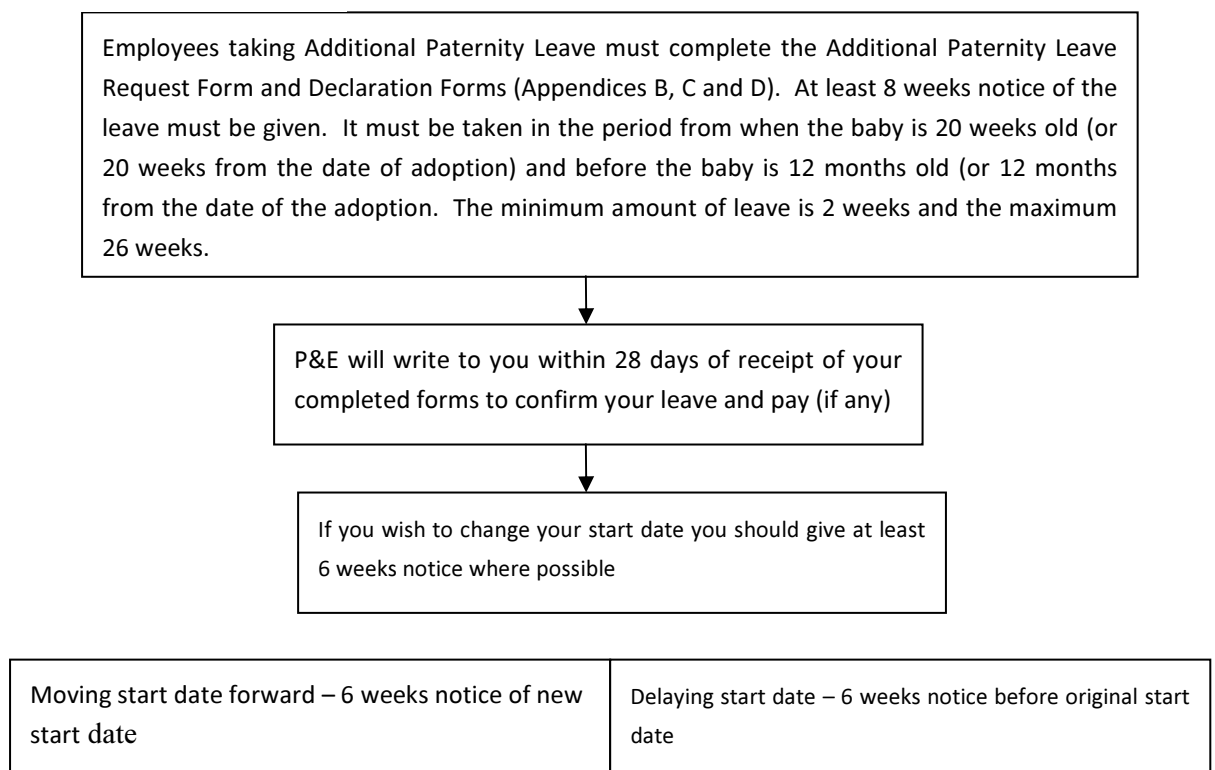 Employees taking Additional Paternity Leave must complete the Additional Paternity Leave
Request Form and Declaration Forms (Appendices B, C and D). At least 8 weeks notice of the
leave must be given. It must be taken in the period from when the baby is 20 weeks old (or
20 weeks from the date of adoption) and before the baby is 12 months old (or 12 months
from the date of the adoption. The minimum amount of leave is 2 weeks and the maximum
26 weeks.
P&E will write to you within 28 days of receipt of your
completed forms to confirm your leave and pay (if any)
If you wish to change your start date you should give at least
6 weeks notice where possible
Moving start date forward – 6 weeks notice of new
start date
Delaying start date – 6 weeks notice before original start
date